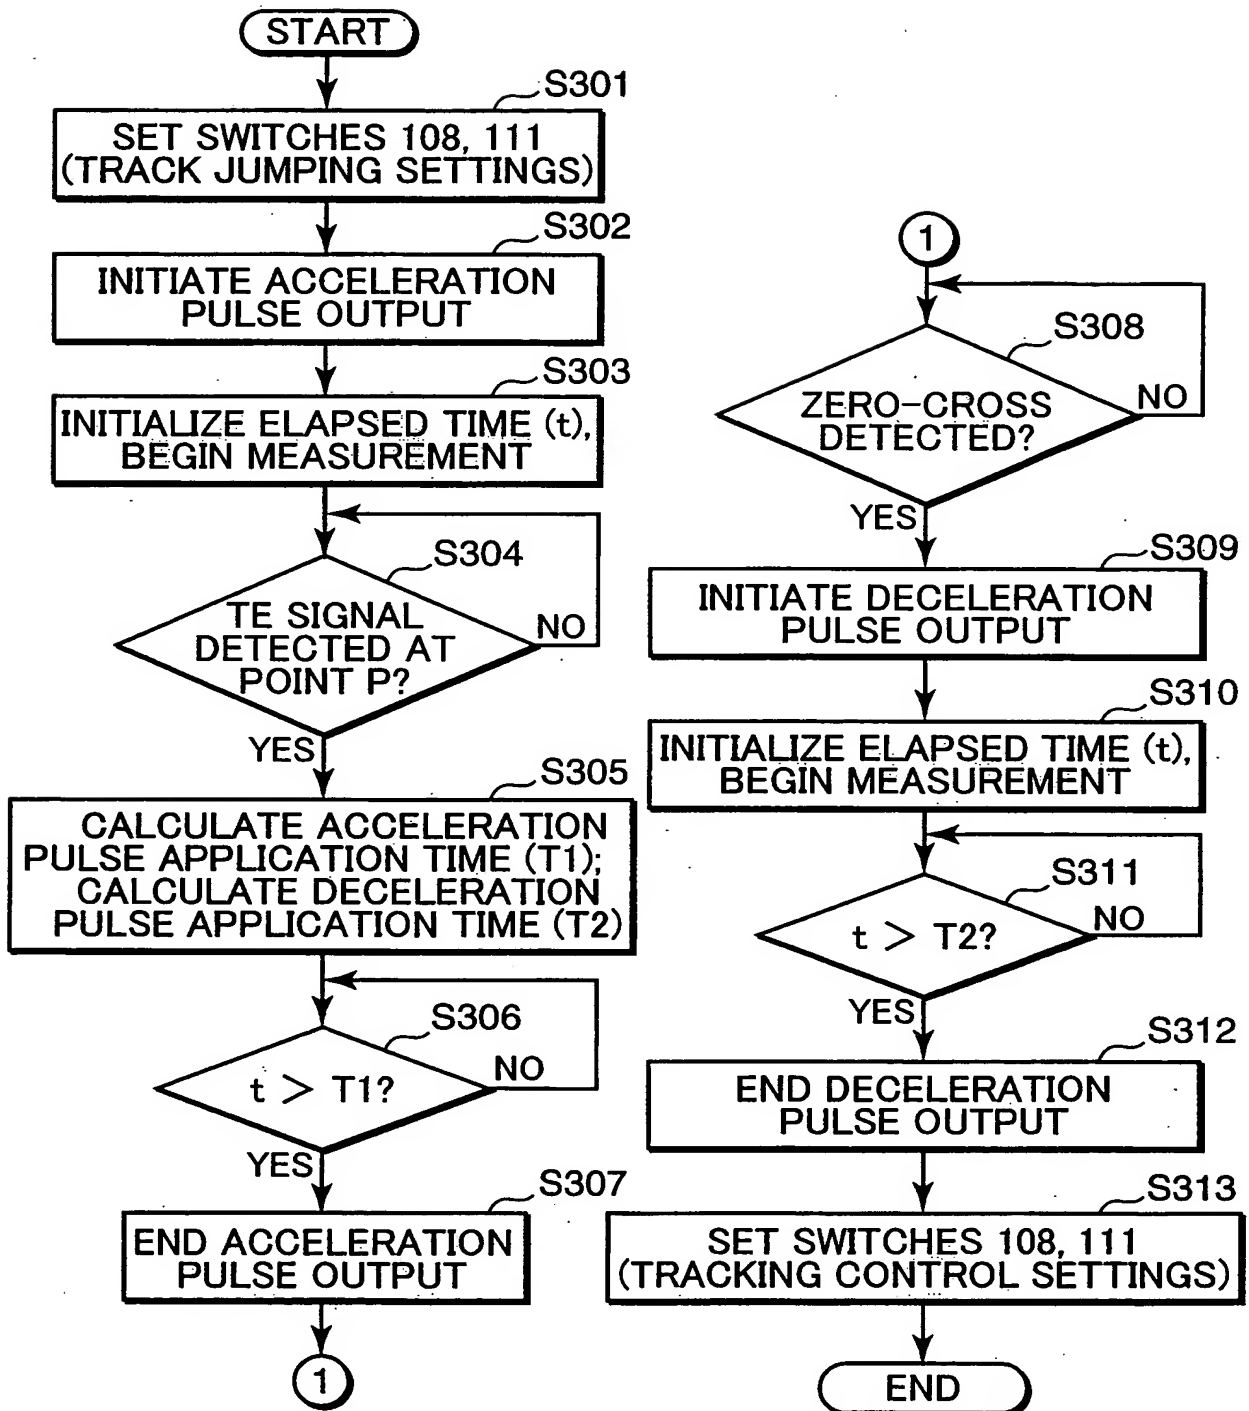 START
S301
SET SWITCHES 108, 111
(TRACK JUMPING SETTINGS)
S302
INITIATE ACCELERATION
PULSE OUTPUT
S303
INITIALIZE ELAPSED TIME (t),
BEGIN MEASUREMENT
S304
TE SIGNAL
DETECTED AT
POINT P?
NO
YES
S305
CALCULATE ACCELERATION
PULSE APPLICATION TIME (T1);
CALCULATE DECELERATION
PULSE APPLICATION TIME (T2)
S306
t > T1?
NO
YES
S307
END ACCELERATION
PULSE OUTPUT
1
1
S308
ZERO-CROSS
DETECTED?
NO
YES
S309
INITIATE DECELERATION
PULSE OUTPUT
S310
INITIALIZE ELAPSED TIME (t),
BEGIN MEASUREMENT
S311
t > T2?
NO
YES
S312
END DECELERATION
PULSE OUTPUT
S313
SET SWITCHES 108, 111
(TRACKING CONTROL SETTINGS)
END